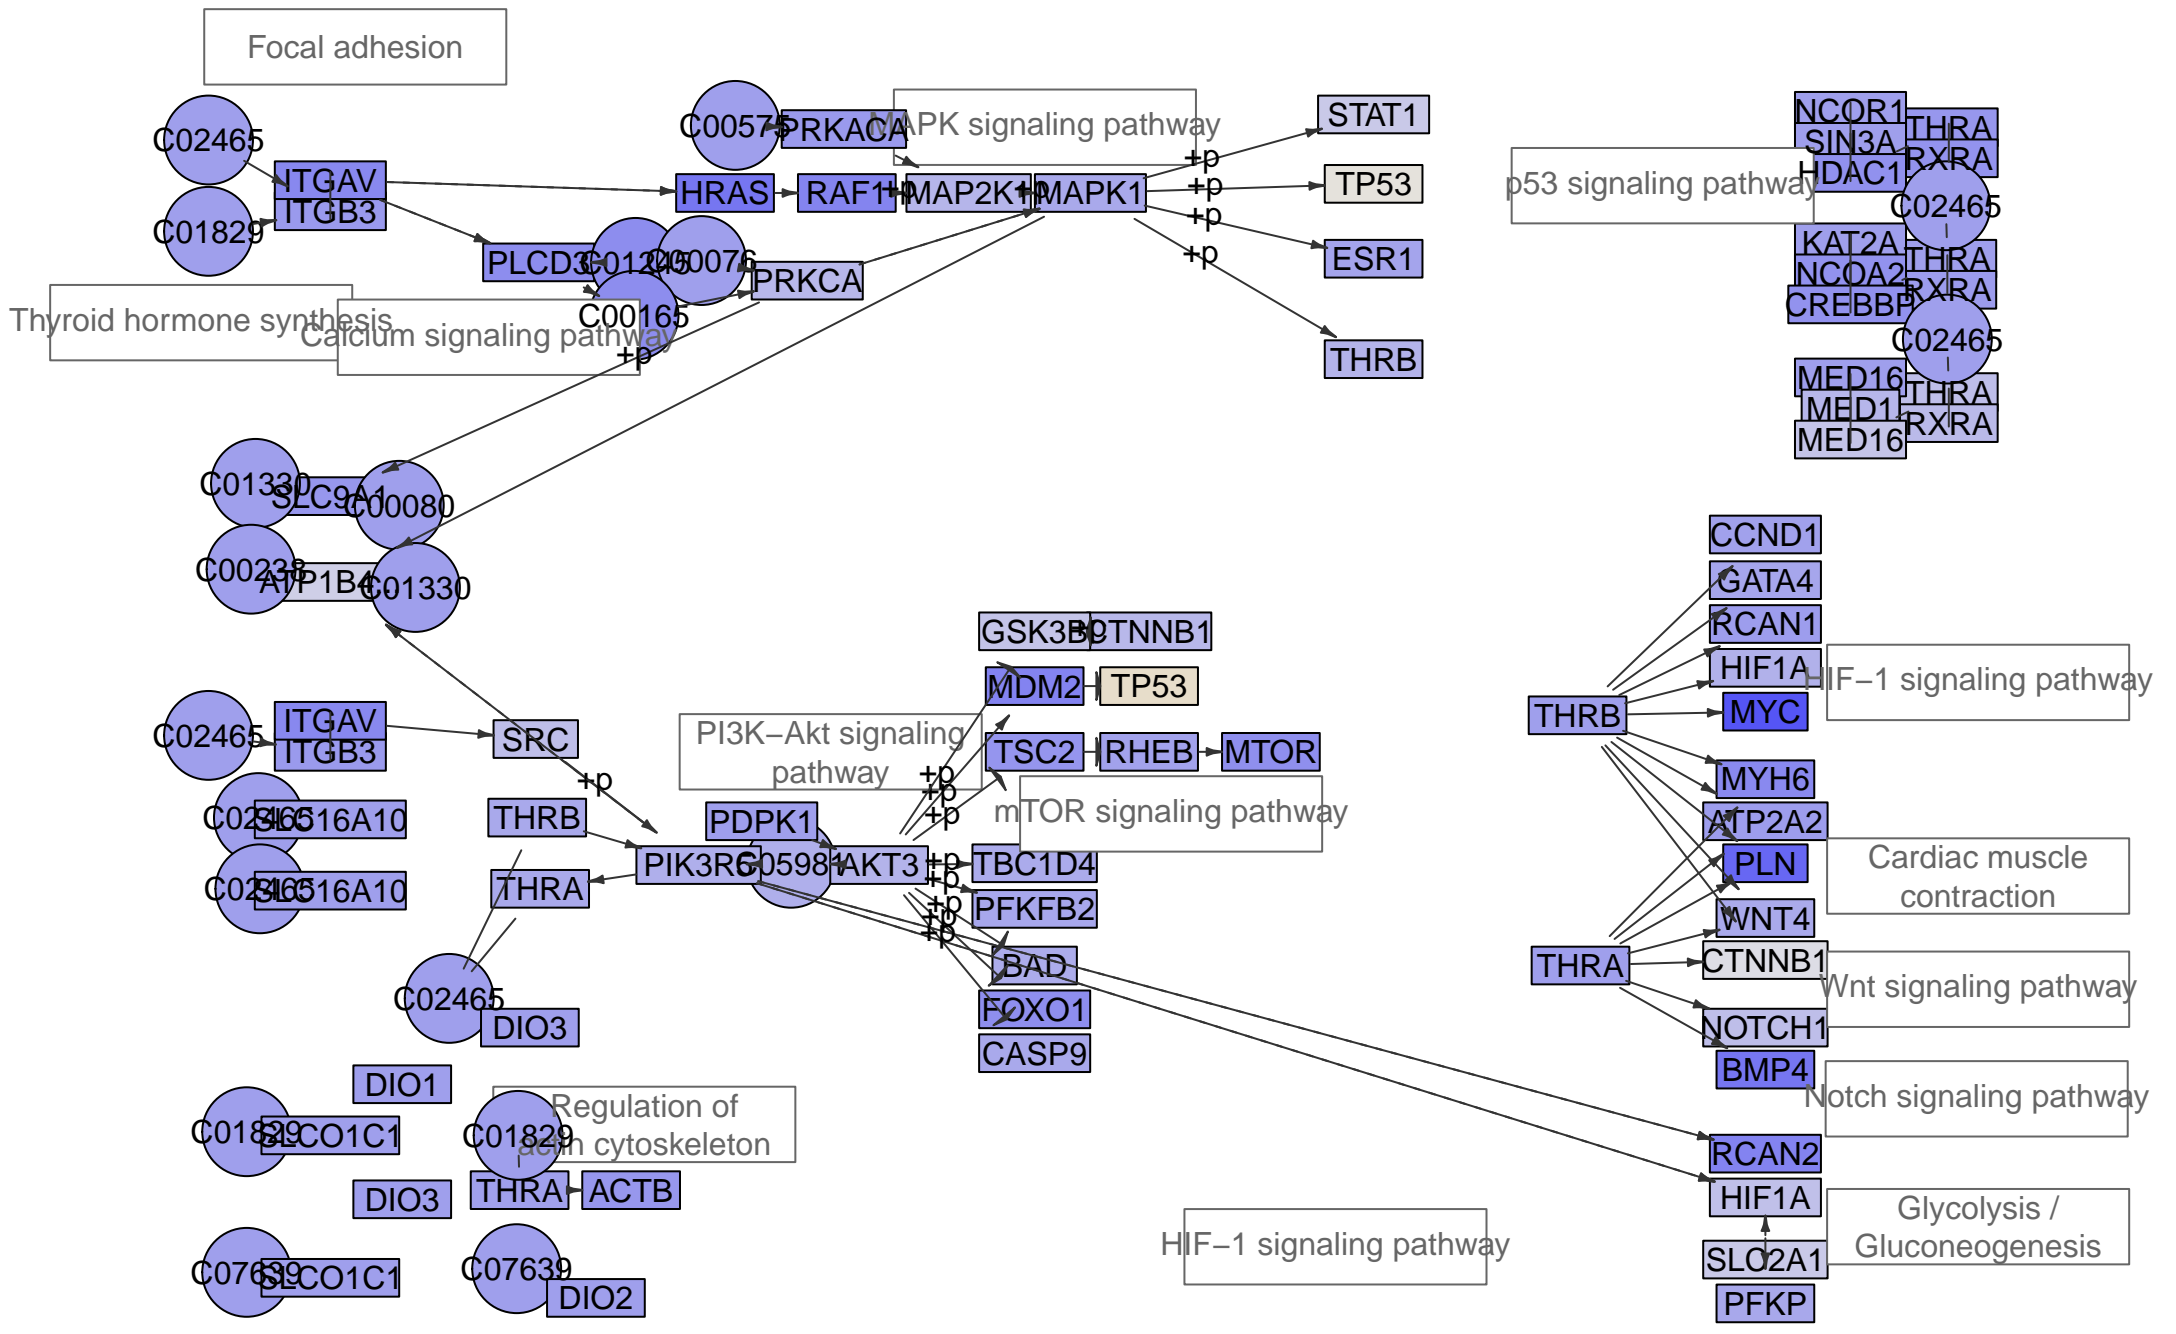 Focal adhesion
C02465
C01829
ITGAV
ITGB3
C00575
PRKACA
MAPK signaling pathway
HRAS
RAF1
+p
MAP2K1
+p
MAPK1
+p
+p
+p
+p
STAT1
TP53
ESR1
THRB
PLCD3
C01245
C00076
C00165
PRKCA
Thyroid hormone synthesis
Calcium signaling pathway
+p
p53 signaling pathway
NCOR1
SIN3A
HDAC1
THRA
RXRA
C02465
KAT2A
NCOA2
CREBBP
THRA
RXRA
C02465
MED16
MED1
MED16
THRA
RXRA
C01330
SLC9A1
C00080
C00238
ATP1B4
C01330
GSK3B
CTNNB1
MDM2
TP53
C02465
ITGAV
ITGB3
SRC
+p
PI3K−Akt signaling
pathway
TSC2
RHEB
MTOR
mTOR signaling pathway
C02465
SLC16A10
THRB
PDPK1
+p
+p
+p
C02465
SLC16A10
THRA
PIK3R6
C05981
AKT3
+p
+p
+p
+p
+p
TBC1D4
PFKFB2
BAD
FOXO1
CASP9
C02465
DIO3
DIO1
C01829
SLCO1C1
Regulation of
actin cytoskeleton
C01829
DIO3
THRA
ACTB
C07639
SLCO1C1
C07639
DIO2
HIF−1 signaling pathway
CCND1
GATA4
RCAN1
HIF1A
HIF−1 signaling pathway
THRB
MYC
MYH6
ATP2A2
PLN
Cardiac muscle
contraction
WNT4
THRA
CTNNB1
Wnt signaling pathway
NOTCH1
BMP4
Notch signaling pathway
RCAN2
HIF1A
Glycolysis /
Gluconeogenesis
SLC2A1
PFKP